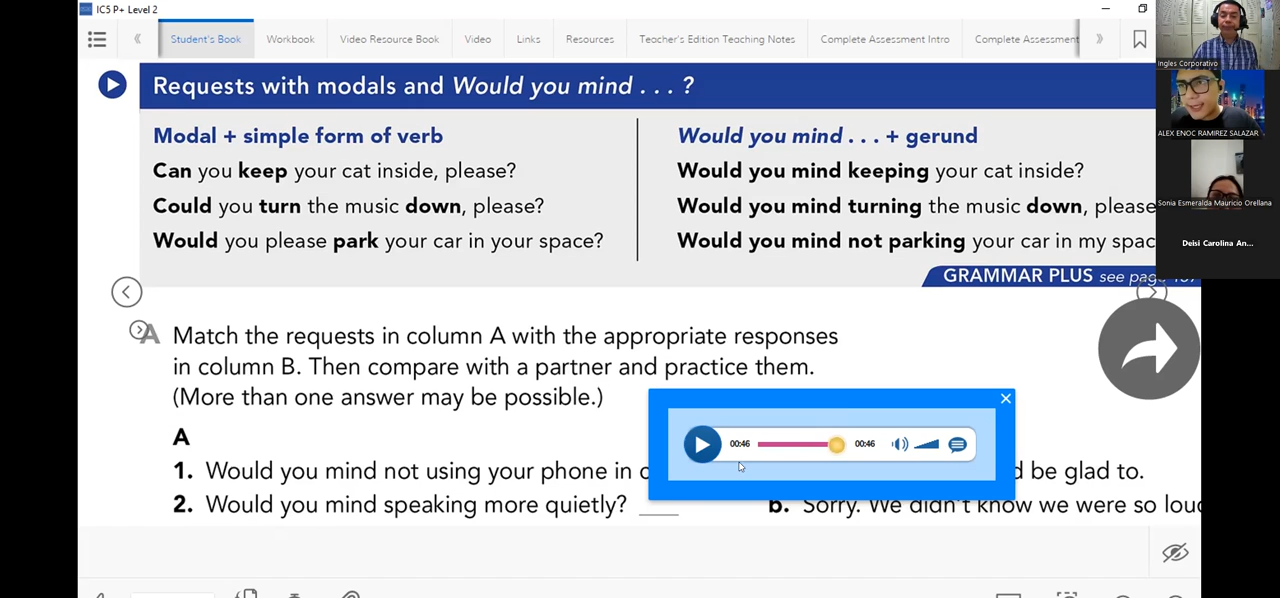 IC5 P+ Level 2
Student's Book
Workbook
Video Resource Book
Video
Links
Resources
Teacher's Edition Teaching Notes
Complete Assessment Intro
Complete Assessment
Requests with modals and Would you mind . . . ?
Modal + simple form of verb
Can you keep your cat inside, please?
Could you turn the music down, please?
Would you please park your car in your space?
Would you mind . . . + gerund
Would you mind keeping your cat inside?
Would you mind turning the music down, please
Would you mind not parking your car in my spac
GRAMMAR PLUS see page
A Match the requests in column A with the appropriate responses
in column B. Then compare with a partner and practice them.
(More than one answer may be possible.)
A
1. Would you mind not using your phone in
d be glad to.
2. Would you mind speaking more quietly? ____
b. Sorry. We didn't know we were so loud
00:46
00:46
Ingles Corporativo
ALEX ENOC RAMIREZ SALAZAR
Sonia Esmeralda Mauricio Orellana
Deisi Carolina An...